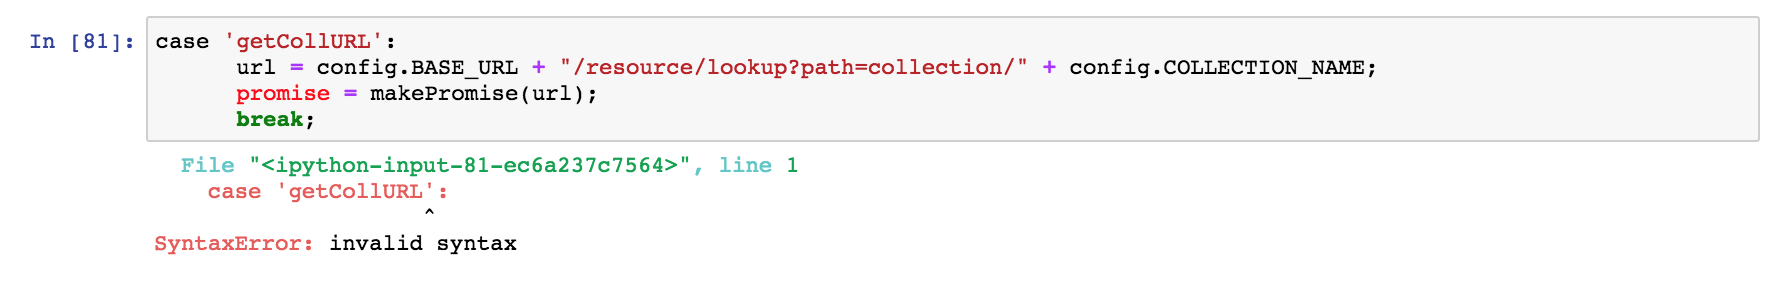 In [81]: case 'getCollURL':
url = config.BASE_URL + "/resource/lookup?path=collection/" + config.COLLECTION_NAME;
promise = makePromise(url);
break;
File "<ipython-input-81-ec6a237c7564>", line 1
case 'getCollURL':
^
SyntaxError: invalid syntax